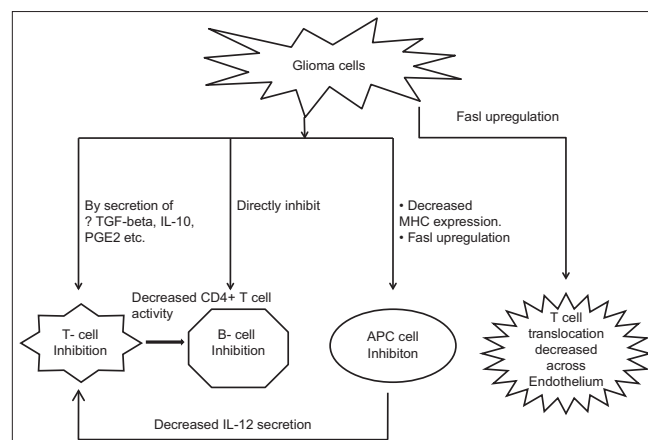 Glioma cells
Fasl upregulation
By secretion of
? TGF-beta, IL-10,
PGE2 etc.
Directly inhibit
• Decreased
MHC expression.
• Fasl upregulation
Decreased CD4+ T cell
activity
T- cell
Inhibition
B- cell
Inhibition
APC cell
Inhibiton
T cell
translocation
decreased
across
Endothelium
Decreased IL-12 secretion